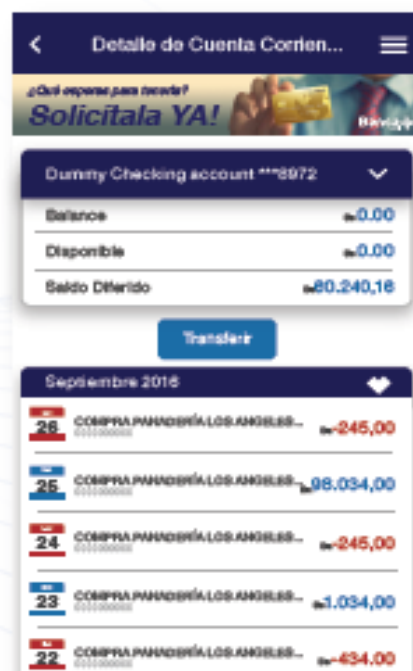 Detalle de Cuenta Corrien...
¿Qué esperas para tenerla?
Solicítala YA!
Dummy Checking account ***8972
Balance 0.00
Disponible 0.00
Saldo Diferido 60.240,16
Transferir
Septiembre 2016
26 COMPRA PANADERÍA LOS ANGELES... -245,00
25 COMPRA PANADERÍA LOS ANGELES... 98.034,00
24 COMPRA PANADERÍA LOS ANGELES... -245,00
23 COMPRA PANADERÍA LOS ANGELES... 1.034,00
22 COMPRA PANADERÍA LOS ANGELES... -434,00